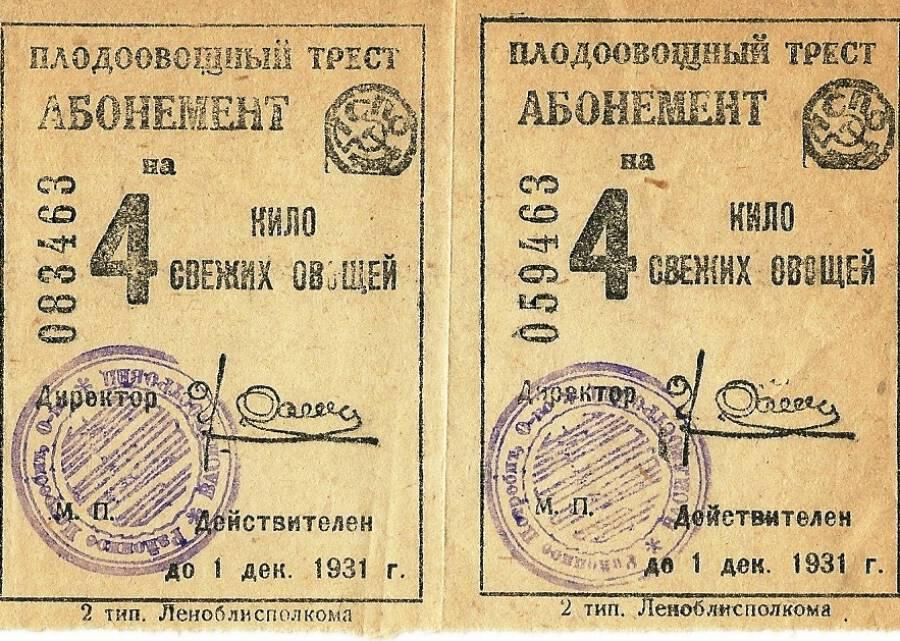 ПЛОДООВОЩНЫЙ ТРЕСТ
АБОНЕМЕНТ
на
4
КИЛО
СВЕЖИХ ОВОЩЕЙ
083463
Директор
М. П.
Действителен
до 1 дек. 1931 г.
2 тип. Леноблисполкома
ПЛОДООВОЩНЫЙ ТРЕСТ
АБОНЕМЕНТ
на
4
КИЛО
СВЕЖИХ ОВОЩЕЙ
059463
Директор
М. П.
Действителен
до 1 дек. 1931 г.
2 тип. Леноблисполкома